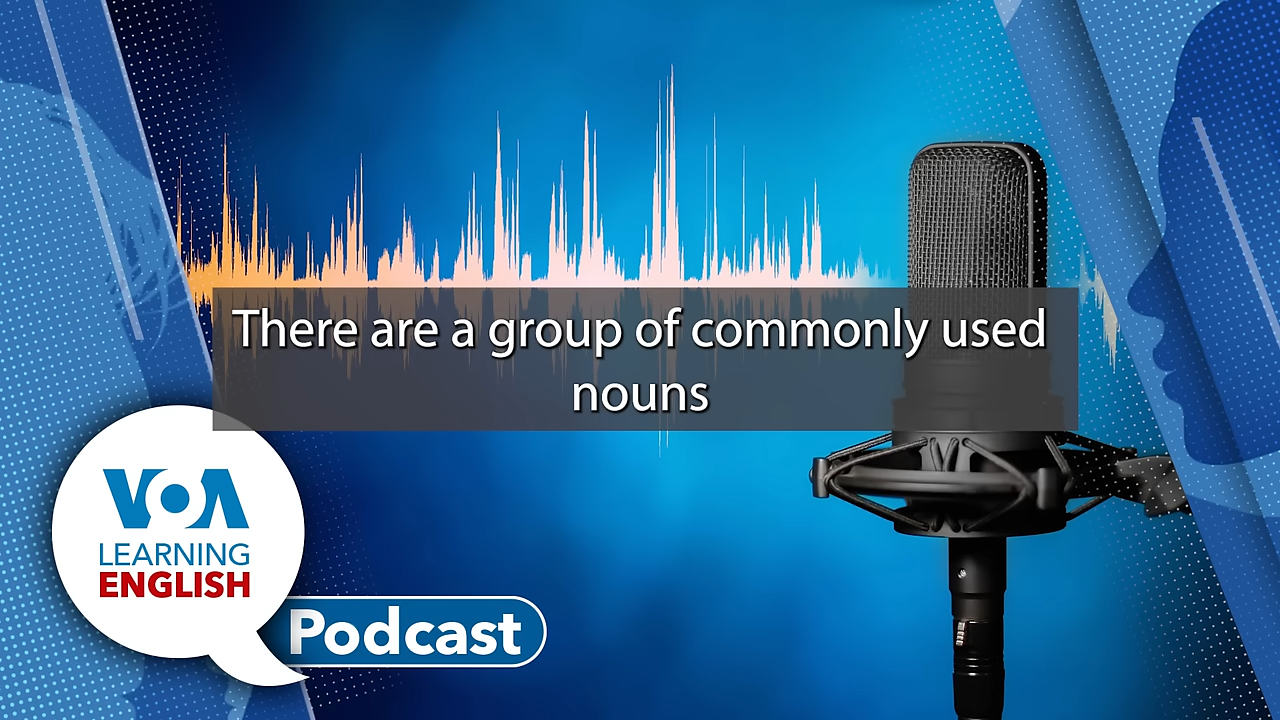 There are a group of commonly used
nouns
VOA
LEARNING
ENGLISH
Podcast